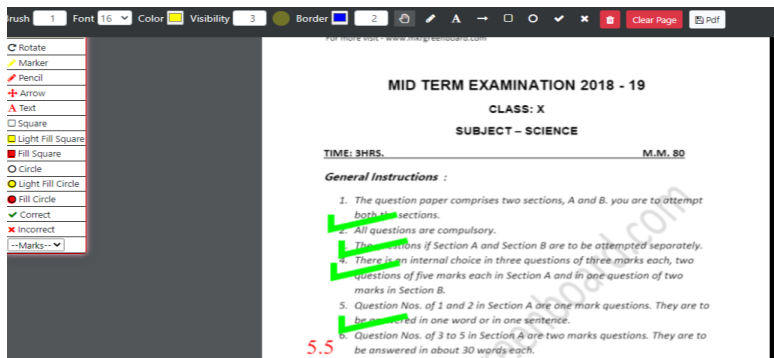 Brush 1 Font 16 Color Visibility 3 Border 2 A Clear Page Pdf
Rotate
Marker
Pencil
Arrow
A Text
Square
Light Fill Square
Fill Square
Circle
Light Fill Circle
Fill Circle
Correct
Incorrect
--Marks--
For more visit - www.mkrgreenboard.com
MID TERM EXAMINATION 2018 - 19
CLASS: X
SUBJECT – SCIENCE
TIME: 3HRS. M.M. 80
General Instructions :
1. The question paper comprises two sections, A and B. you are to attempt
both the sections.
2. All questions are compulsory.
The questions if Section A and Section B are to be attempted separately.
4. There is an internal choice in three questions of three marks each, two
questions of five marks each in Section A and in one question of two
marks in Section B.
5. Question Nos. of 1 and 2 in Section A are one mark questions. They are to
be answered in one word or in one sentence.
6. Question Nos. of 3 to 5 in Section A are two marks questions. They are to
be answered in about 30 words each.
5.5